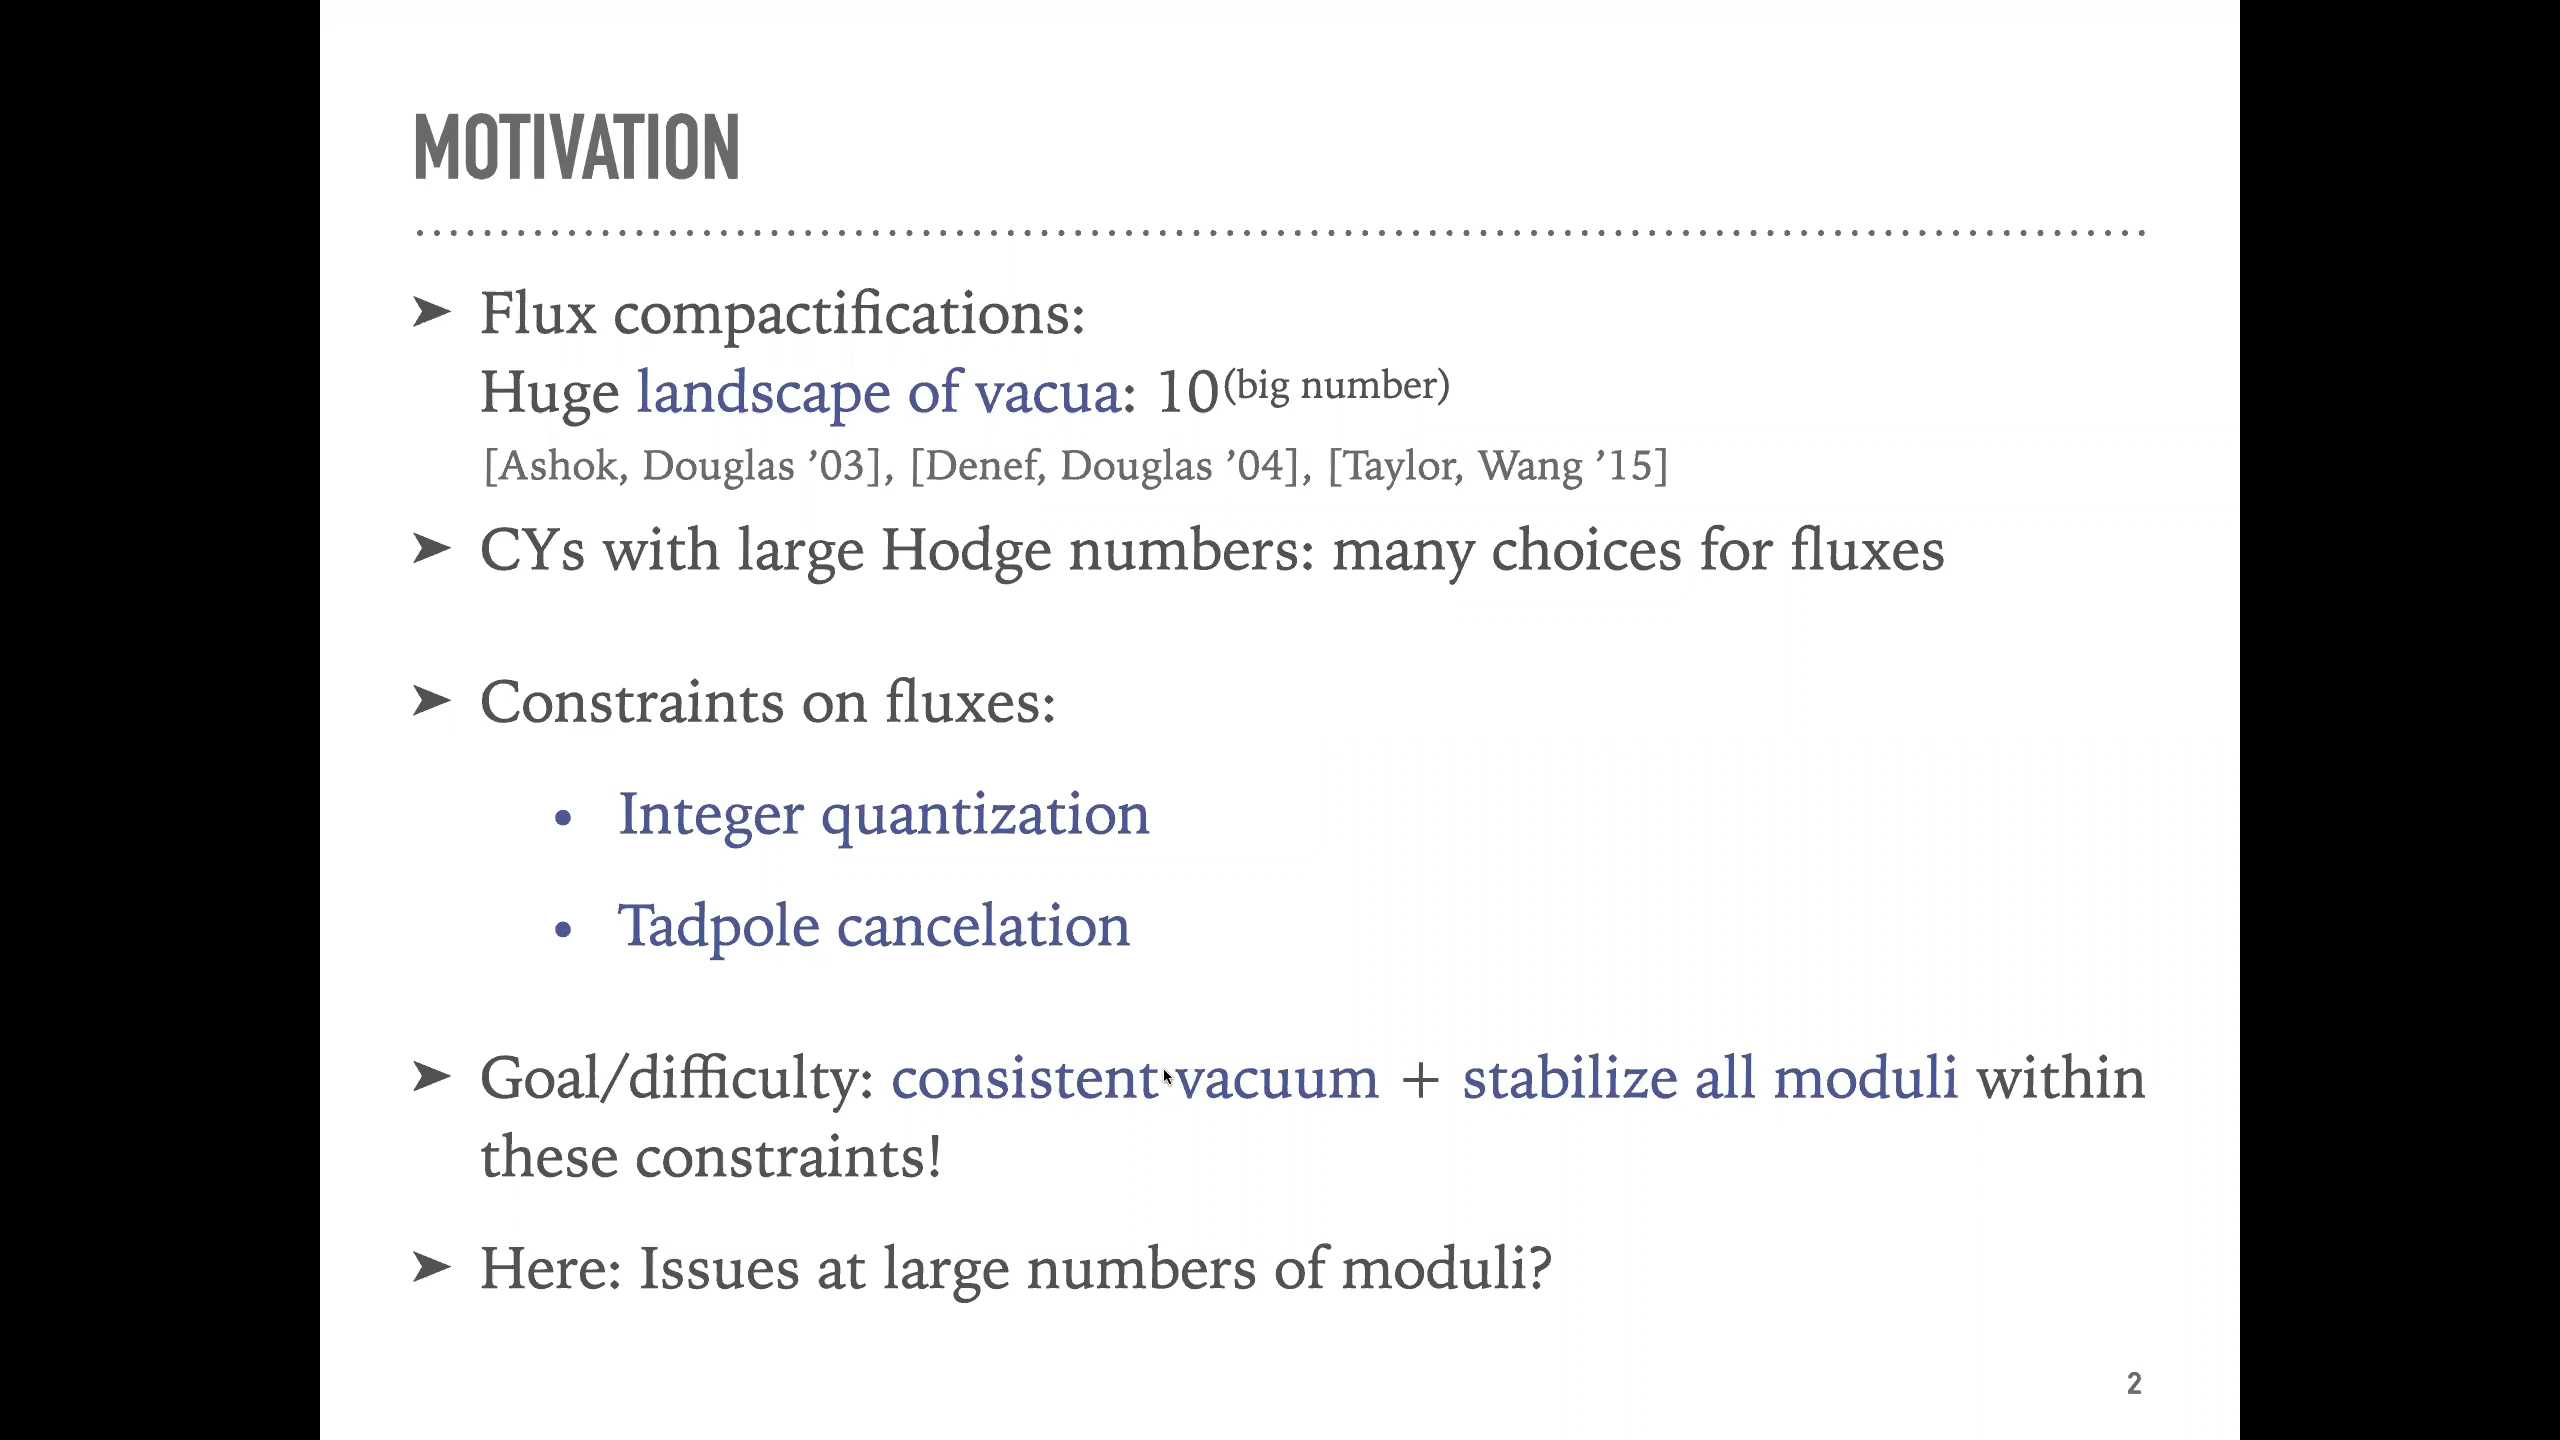 MOTIVATION
➤ Flux compactifications:
Huge landscape of vacua: 10^(big number)
[Ashok, Douglas ’03], [Denef, Douglas ’04], [Taylor, Wang ’15]
➤ CYs with large Hodge numbers: many choices for fluxes
➤ Constraints on fluxes:
• Integer quantization
• Tadpole cancelation
➤ Goal/difficulty: consistent vacuum + stabilize all moduli within
these constraints!
➤ Here: Issues at large numbers of moduli?
2